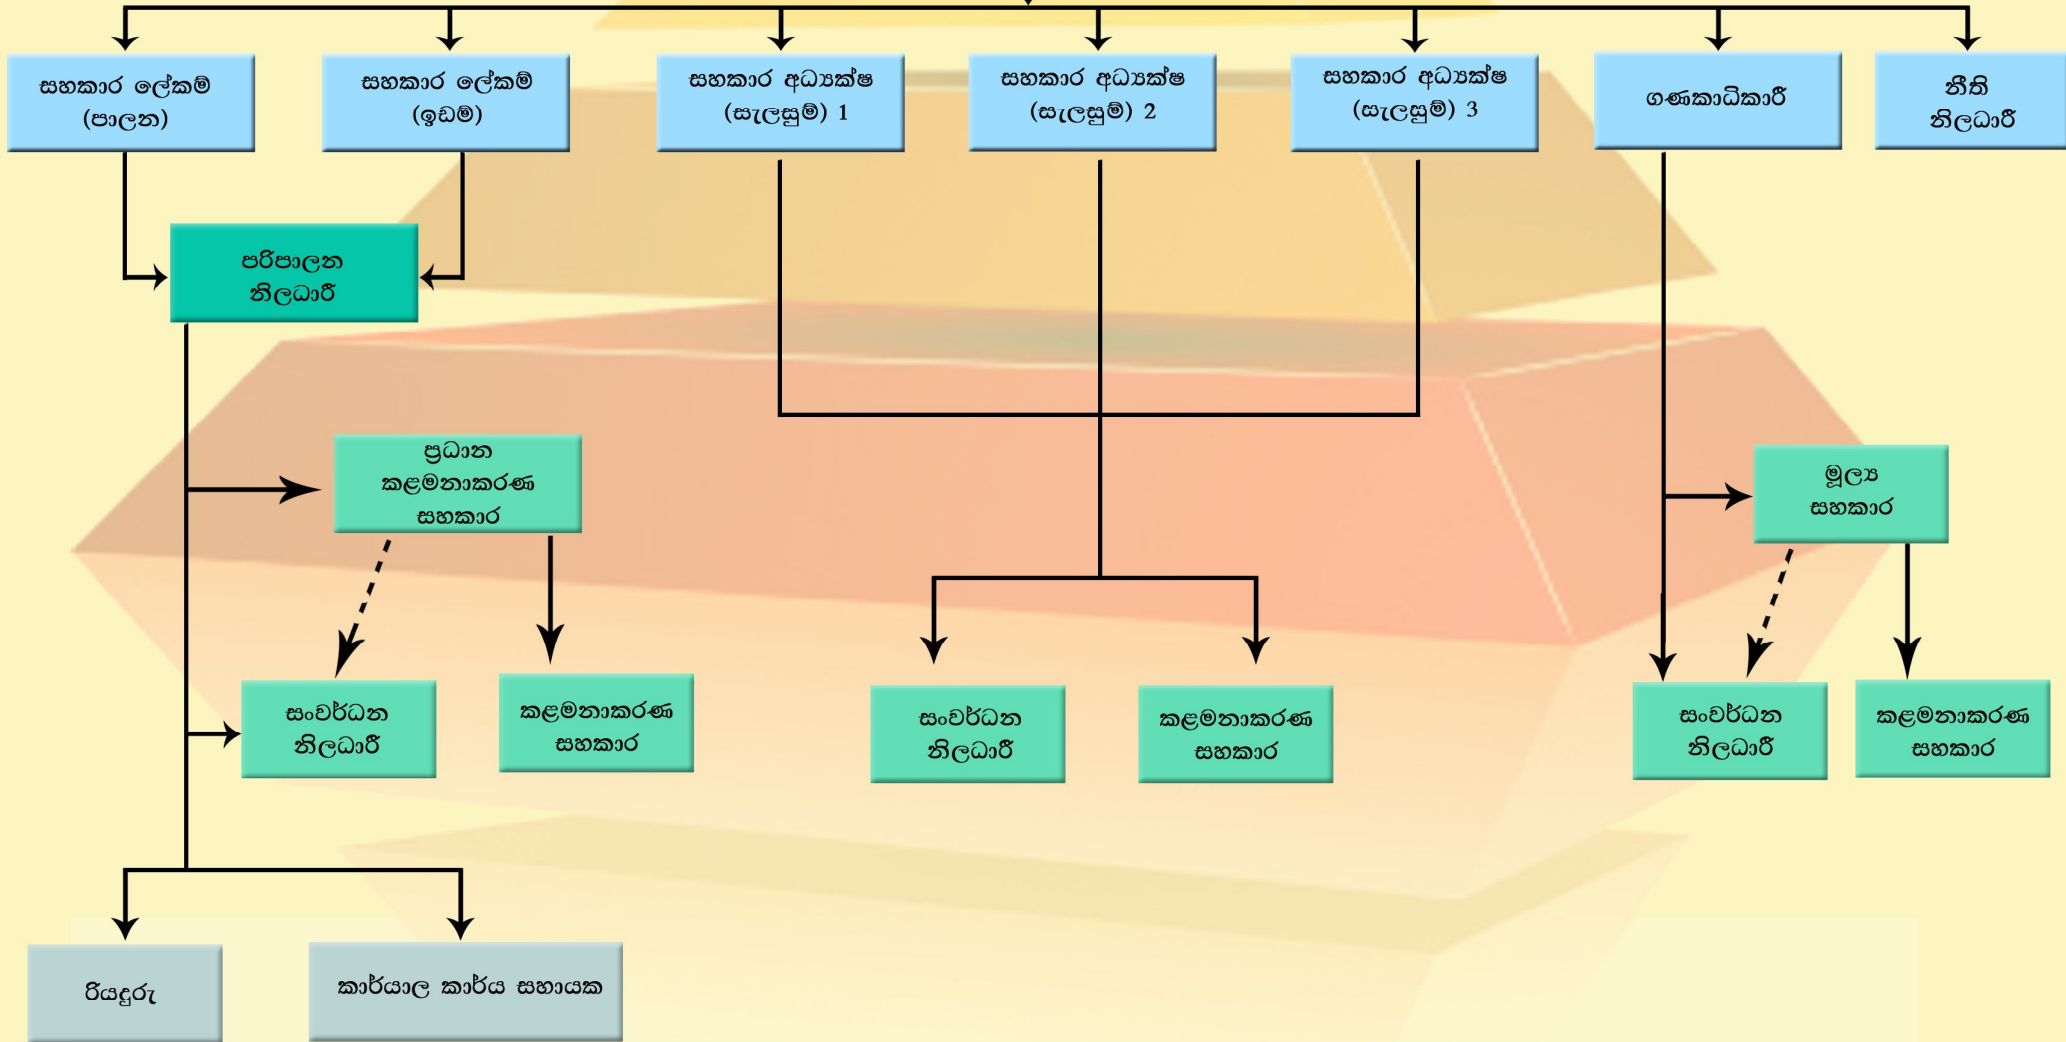 සහකාර ලේකම්
(පාලන)
සහකාර ලේකම්
(ඉඩම්)
සහකාර අධ්‍යක්ෂ
(සැලසුම්) 1
සහකාර අධ්‍යක්ෂ
(සැලසුම්) 2
සහකාර අධ්‍යක්ෂ
(සැලසුම්) 3
ගණකාධිකාරී
නීති
නිලධාරී
පරිපාලන
නිලධාරී
ප්‍රධාන
කළමනාකරණ
සහකාර
මූල්‍ය
සහකාර
සංවර්ධන
නිලධාරී
කළමනාකරණ
සහකාර
සංවර්ධන
නිලධාරී
කළමනාකරණ
සහකාර
සංවර්ධන
නිලධාරී
කළමනාකරණ
සහකාර
රියදුරු
කාර්යාල කාර්ය සහායක